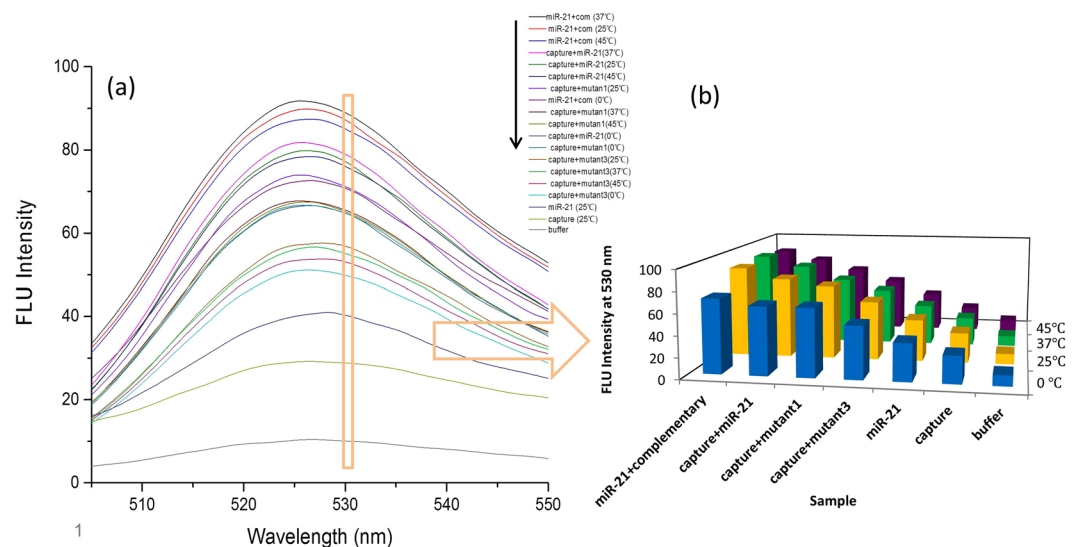 miR-21+com (37℃)
miR-21+com (25℃)
miR-21+com (45℃)
capture+miR-21(37℃)
capture+miR-21(25℃)
capture+miR-21(45℃)
capture+mutan1(25℃)
miR-21+com (0℃)
capture+mutan1(37℃)
capture+mutan1(45℃)
capture+miR-21(0℃)
capture+mutan1(0℃)
capture+mutant3(25℃)
capture+mutant3(37℃)
capture+mutant3(45℃)
capture+mutant3(0℃)
miR-21 (25℃)
capture (25℃)
buffer
(a)
100
80
60
40
20
0
FLU Intensity
510
520
530
540
550
Wavelength (nm)
1
(b)
FLU Intensity at 530 nm
100
80
60
40
20
0
45°C
37°C
25°C
0 °C
miR-21+complementary
capture+miR-21
capture+mutant1
capture+mutant3
miR-21
capture
buffer
Sample